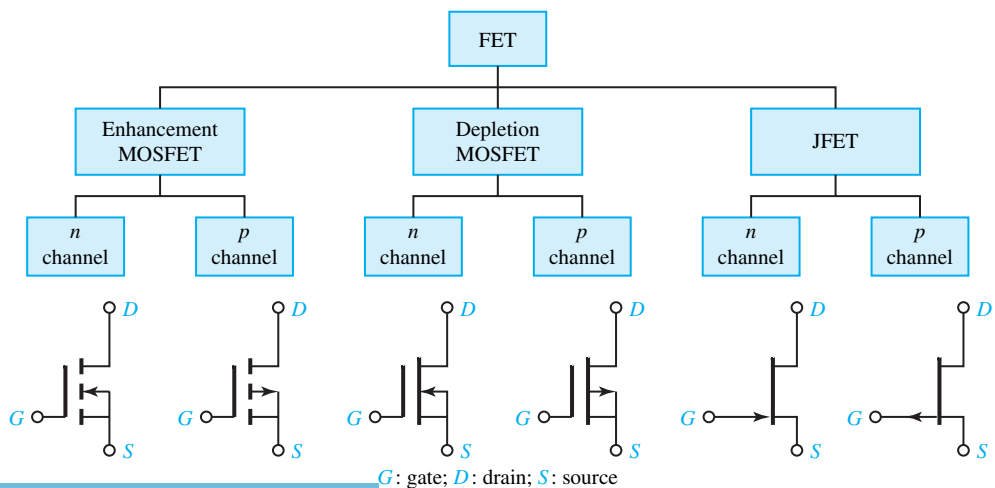 FET
Enhancement
MOSFET
Depletion
MOSFET
JFET
n
channel
p
channel
n
channel
p
channel
n
channel
p
channel
D
D
D
D
D
D
G
G
G
G
G
G
S
S
S
S
S
S
G: gate; D: drain; S: source